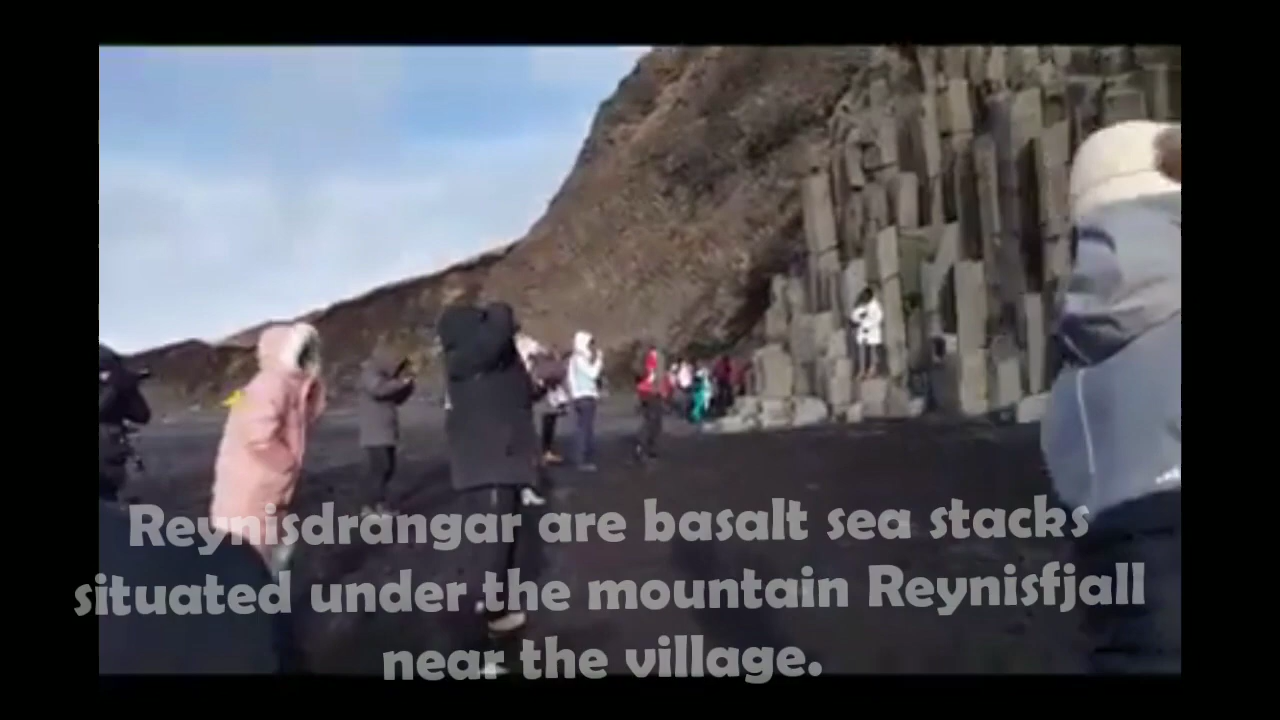 Reynisdrangar are basalt sea stacks
situated under the mountain Reynisfjall
near the village.